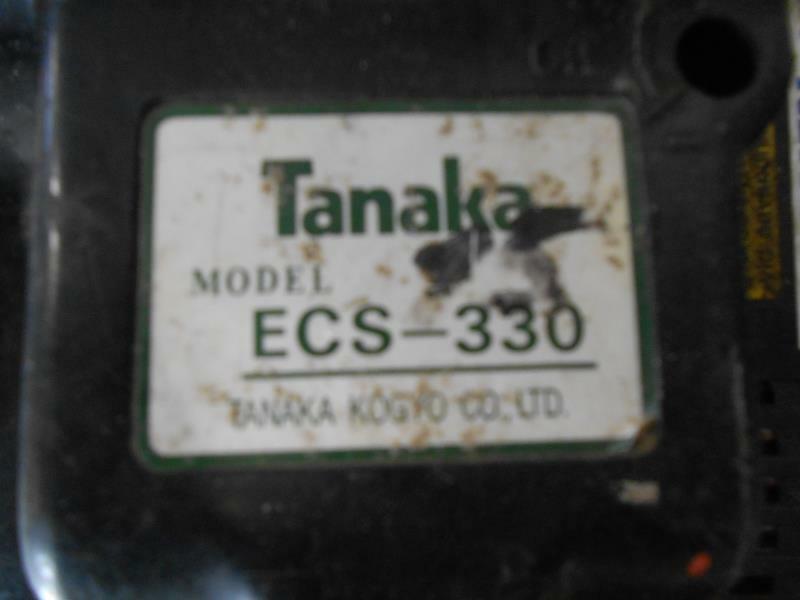 Tanaka
MODEL
ECS-330
TANAKA KOGYO CO., LTD.